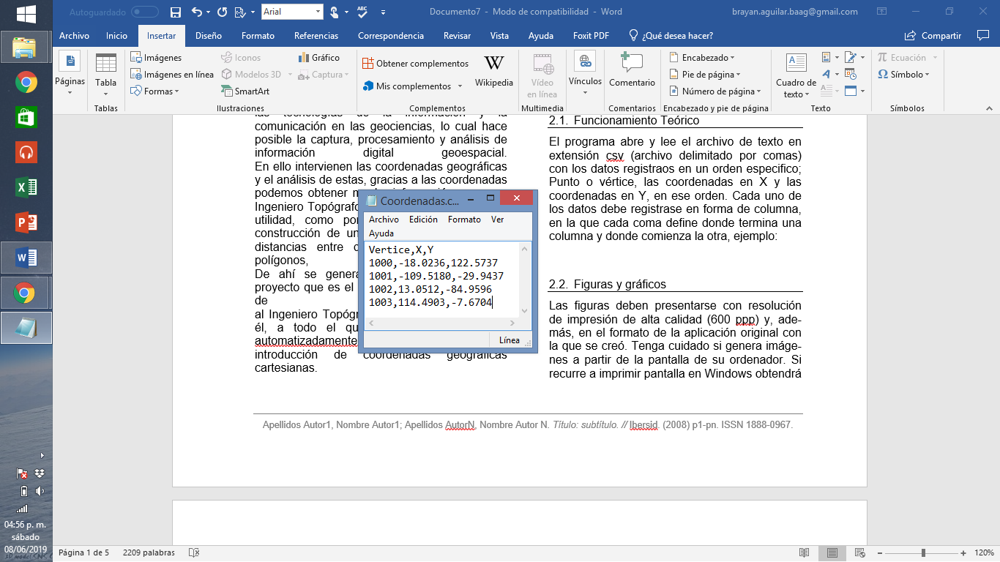 Autoguardado
Arial
ABC
Documento7 - Modo de compatibilidad - Word
brayan.aguilar.baag@gmail.com
Archivo Inicio Insertar Diseño Formato Referencias Correspondencia Revisar Vista Ayuda Foxit PDF ¿Qué desea hacer? Compartir
Páginas
Tabla
Tablas
Imágenes
Imágenes en línea
Formas
Iconos
Modelos 3D
SmartArt
Gráfico
Captura
Ilustraciones
Obtener complementos
Mis complementos
W
Wikipedia
Complementos
Vídeo
en línea
Multimedia
Vínculos
Comentario
Comentarios
Encabezado
Pie de página
Número de página
Encabezado y pie de página
Cuadro de
texto
Texto
Ecuación
Símbolo
Símbolos
las tecnologías de la información y la
comunicación en las geociencias, lo cual hace
posible la captura, procesamiento y análisis de
información digital geoespacial.
En ello intervienen las coordenadas geográficas
y el análisis de estas, gracias a las coordenadas
podemos obtener
Ingeniero Topógrafo
utilidad, como por
construcción de un
distancias entre
polígonos,
De ahí se genera
proyecto que es el
de
al Ingeniero
él, a todo el
automatizadamente
introducción de coordenadas geográficas
cartesianas.
Coordenadas.c...
Archivo Edición Formato Ver
Ayuda
Vertice,X,Y
1000,-18.0236,122.5737
1001,-109.5180,-29.9437
1002,13.0512,-84.9596
1003,114.4903,-7.6704
Línea
2.1. Funcionamiento Teórico
El programa abre y lee el archivo de texto en
extensión csv (archivo delimitado por comas)
con los datos registraos en un orden especifico;
Punto o vértice, las coordenadas en X y las
coordenadas en Y, en ese orden. Cada uno de
los datos debe registrase en forma de columna,
en la que cada coma define donde termina una
columna y donde comienza la otra, ejemplo:
2.2. Figuras y gráficos
Las figuras deben presentarse con resolución
de impresión de alta calidad (600 ppp) y, ade-
más, en el formato de la aplicación original con
la que se creó. Tenga cuidado si genera imáge-
nes a partir de la pantalla de su ordenador. Si
recurre a imprimir pantalla en Windows obtendrá
Apellidos Autor1, Nombre Autor1; Apellidos AutorN, Nombre Autor N. Título: subtítulo. // Ibersid. (2008) p1-pn. ISSN 1888-0967.
04:56 p. m.
sábado
08/06/2019
Página 1 de 5 2209 palabras
120%